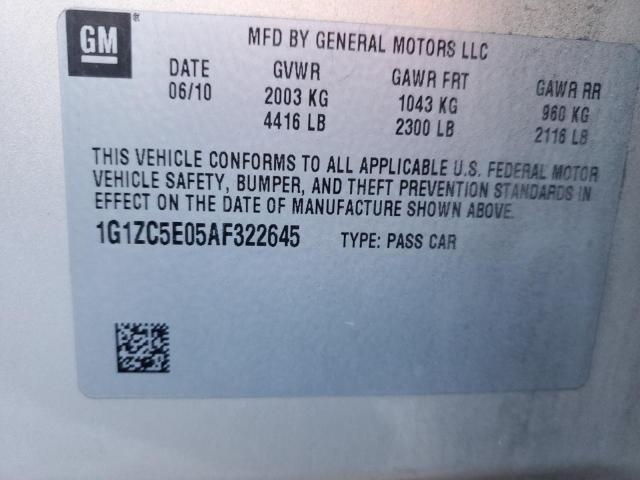 GM®
MFD BY GENERAL MOTORS LLC
DATE GVWR GAWR FRT GAWR RR
06/10 2003 KG 1043 KG 960 KG
4416 LB 2300 LB 2116 LB
THIS VEHICLE CONFORMS TO ALL APPLICABLE U.S. FEDERAL MOTOR
VEHICLE SAFETY, BUMPER, AND THEFT PREVENTION STANDARDS IN
EFFECT ON THE DATE OF MANUFACTURE SHOWN ABOVE.
1G1ZC5E05AF322645 TYPE: PASS CAR